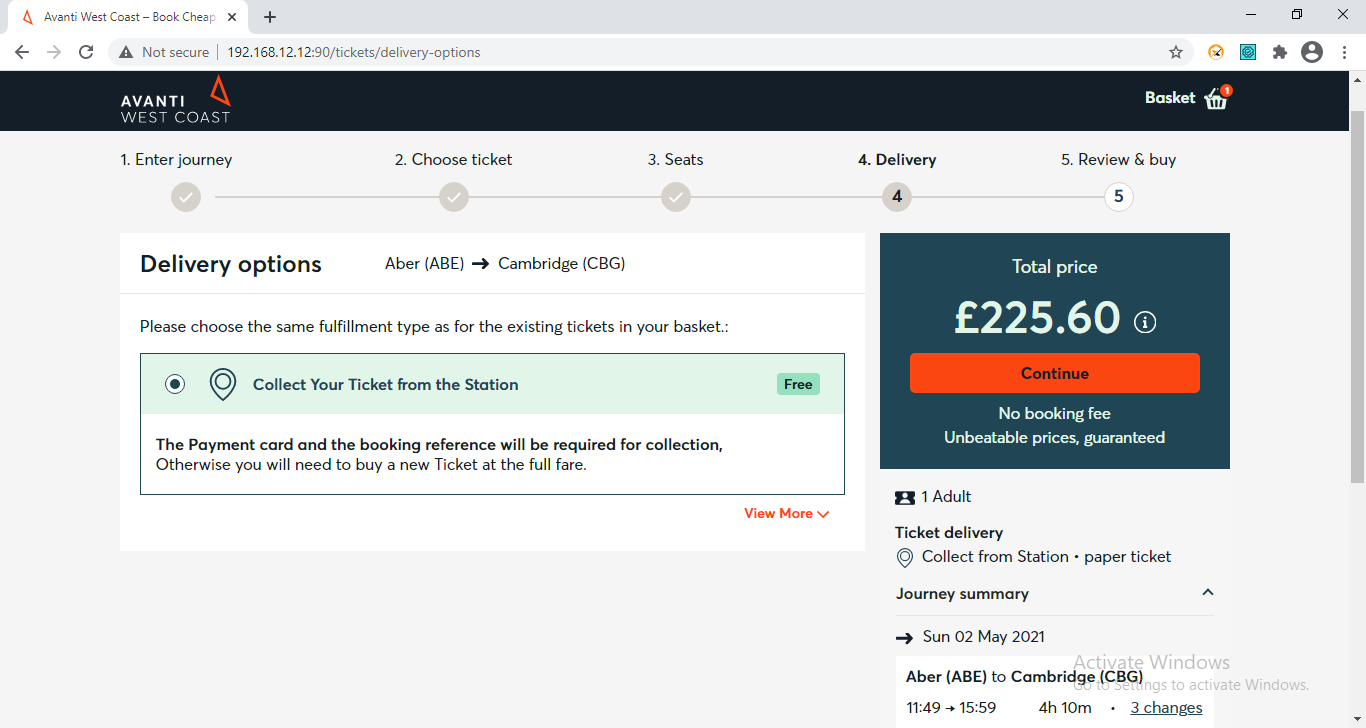 Avanti West Coast – Book Cheap
Not secure
192.168.12.12:90/tickets/delivery-options
AVANTI
WEST COAST
Basket 1
1. Enter journey
2. Choose ticket
3. Seats
4. Delivery
5. Review & buy
4
5
Delivery options
Aber (ABE) → Cambridge (CBG)
Please choose the same fulfillment type as for the existing tickets in your basket.:
Collect Your Ticket from the Station
Free
The Payment card and the booking reference will be required for collection,
Otherwise you will need to buy a new Ticket at the full fare.
View More
Total price
£225.60
Continue
No booking fee
Unbeatable prices, guaranteed
1 Adult
Ticket delivery
Collect from Station • paper ticket
Journey summary
→ Sun 02 May 2021
Aber (ABE) to Cambridge (CBG)
11:49 → 15:59 4h 10m • 3 changes
Activate Windows
Go to Settings to activate Windows.